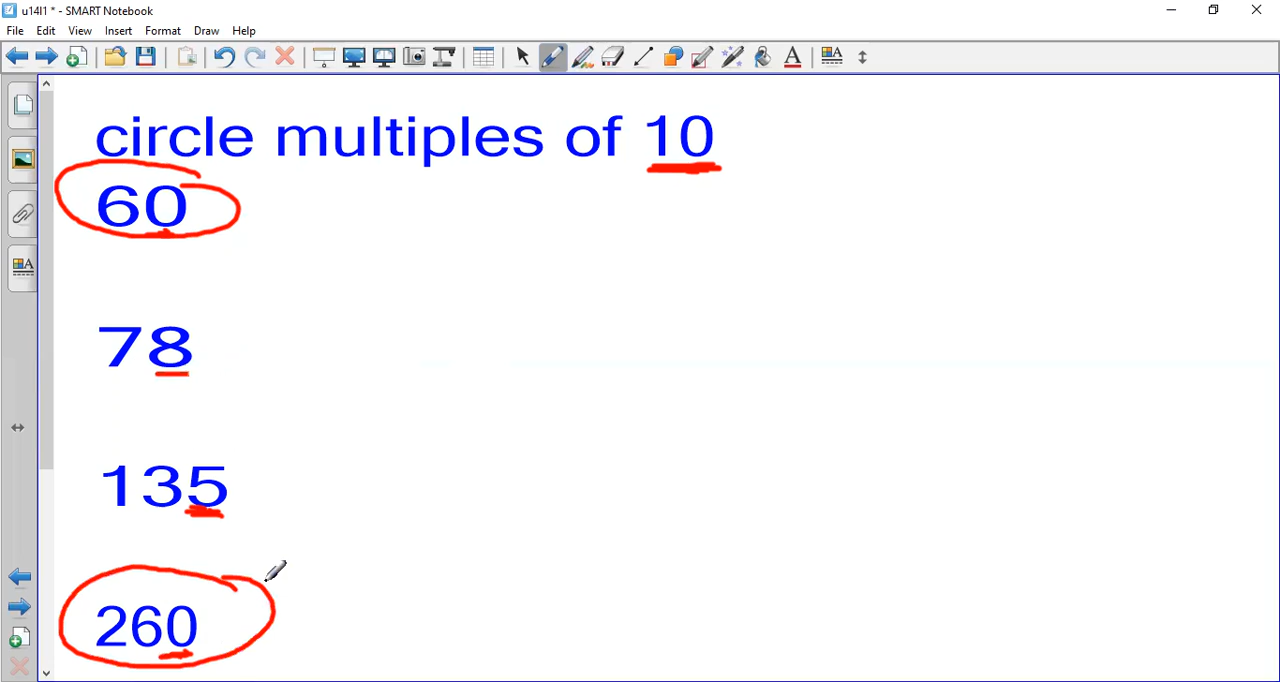 u14l1 * - SMART Notebook
File Edit View Insert Format Draw Help
circle multiples of 10
60
78
135
260